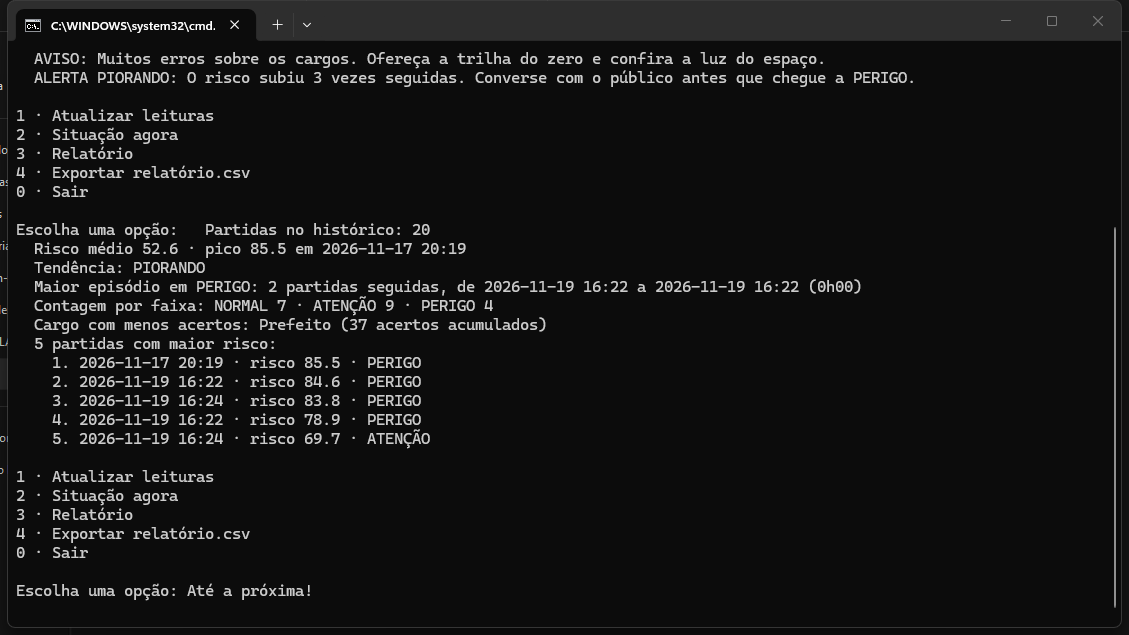 C:\WINDOWS\system32\cmd.
AVISO: Muitos erros sobre os cargos. Ofereça a trilha do zero e confira a luz do espaço.
ALERTA PIORANDO: O risco subiu 3 vezes seguidas. Converse com o público antes que chegue a PERIGO.
1 · Atualizar leituras
2 · Situação agora
3 · Relatório
4 · Exportar relatório.csv
0 · Sair
Escolha uma opção:   Partidas no histórico: 20
Risco médio 52.6 · pico 85.5 em 2026-11-17 20:19
Tendência: PIORANDO
Maior episódio em PERIGO: 2 partidas seguidas, de 2026-11-19 16:22 a 2026-11-19 16:22 (0h00)
Contagem por faixa: NORMAL 7 · ATENÇÃO 9 · PERIGO 4
Cargo com menos acertos: Prefeito (37 acertos acumulados)
5 partidas com maior risco:
1. 2026-11-17 20:19 · risco 85.5 · PERIGO
2. 2026-11-19 16:22 · risco 84.6 · PERIGO
3. 2026-11-19 16:24 · risco 83.8 · PERIGO
4. 2026-11-19 16:22 · risco 78.9 · PERIGO
5. 2026-11-19 16:24 · risco 69.7 · ATENÇÃO
1 · Atualizar leituras
2 · Situação agora
3 · Relatório
4 · Exportar relatório.csv
0 · Sair
Escolha uma opção: Até a próxima!